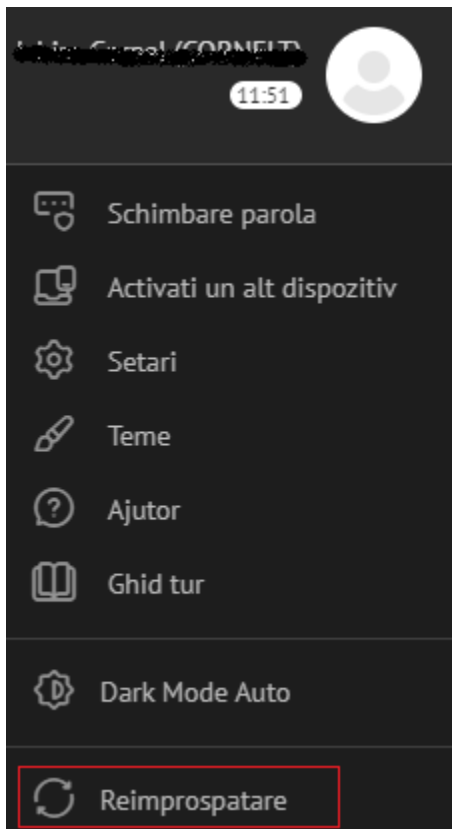 11:51
Schimbare parola
Activati un alt dispozitiv
Setari
Teme
Ajutor
Ghid tur
Dark Mode Auto
Reimprospatare